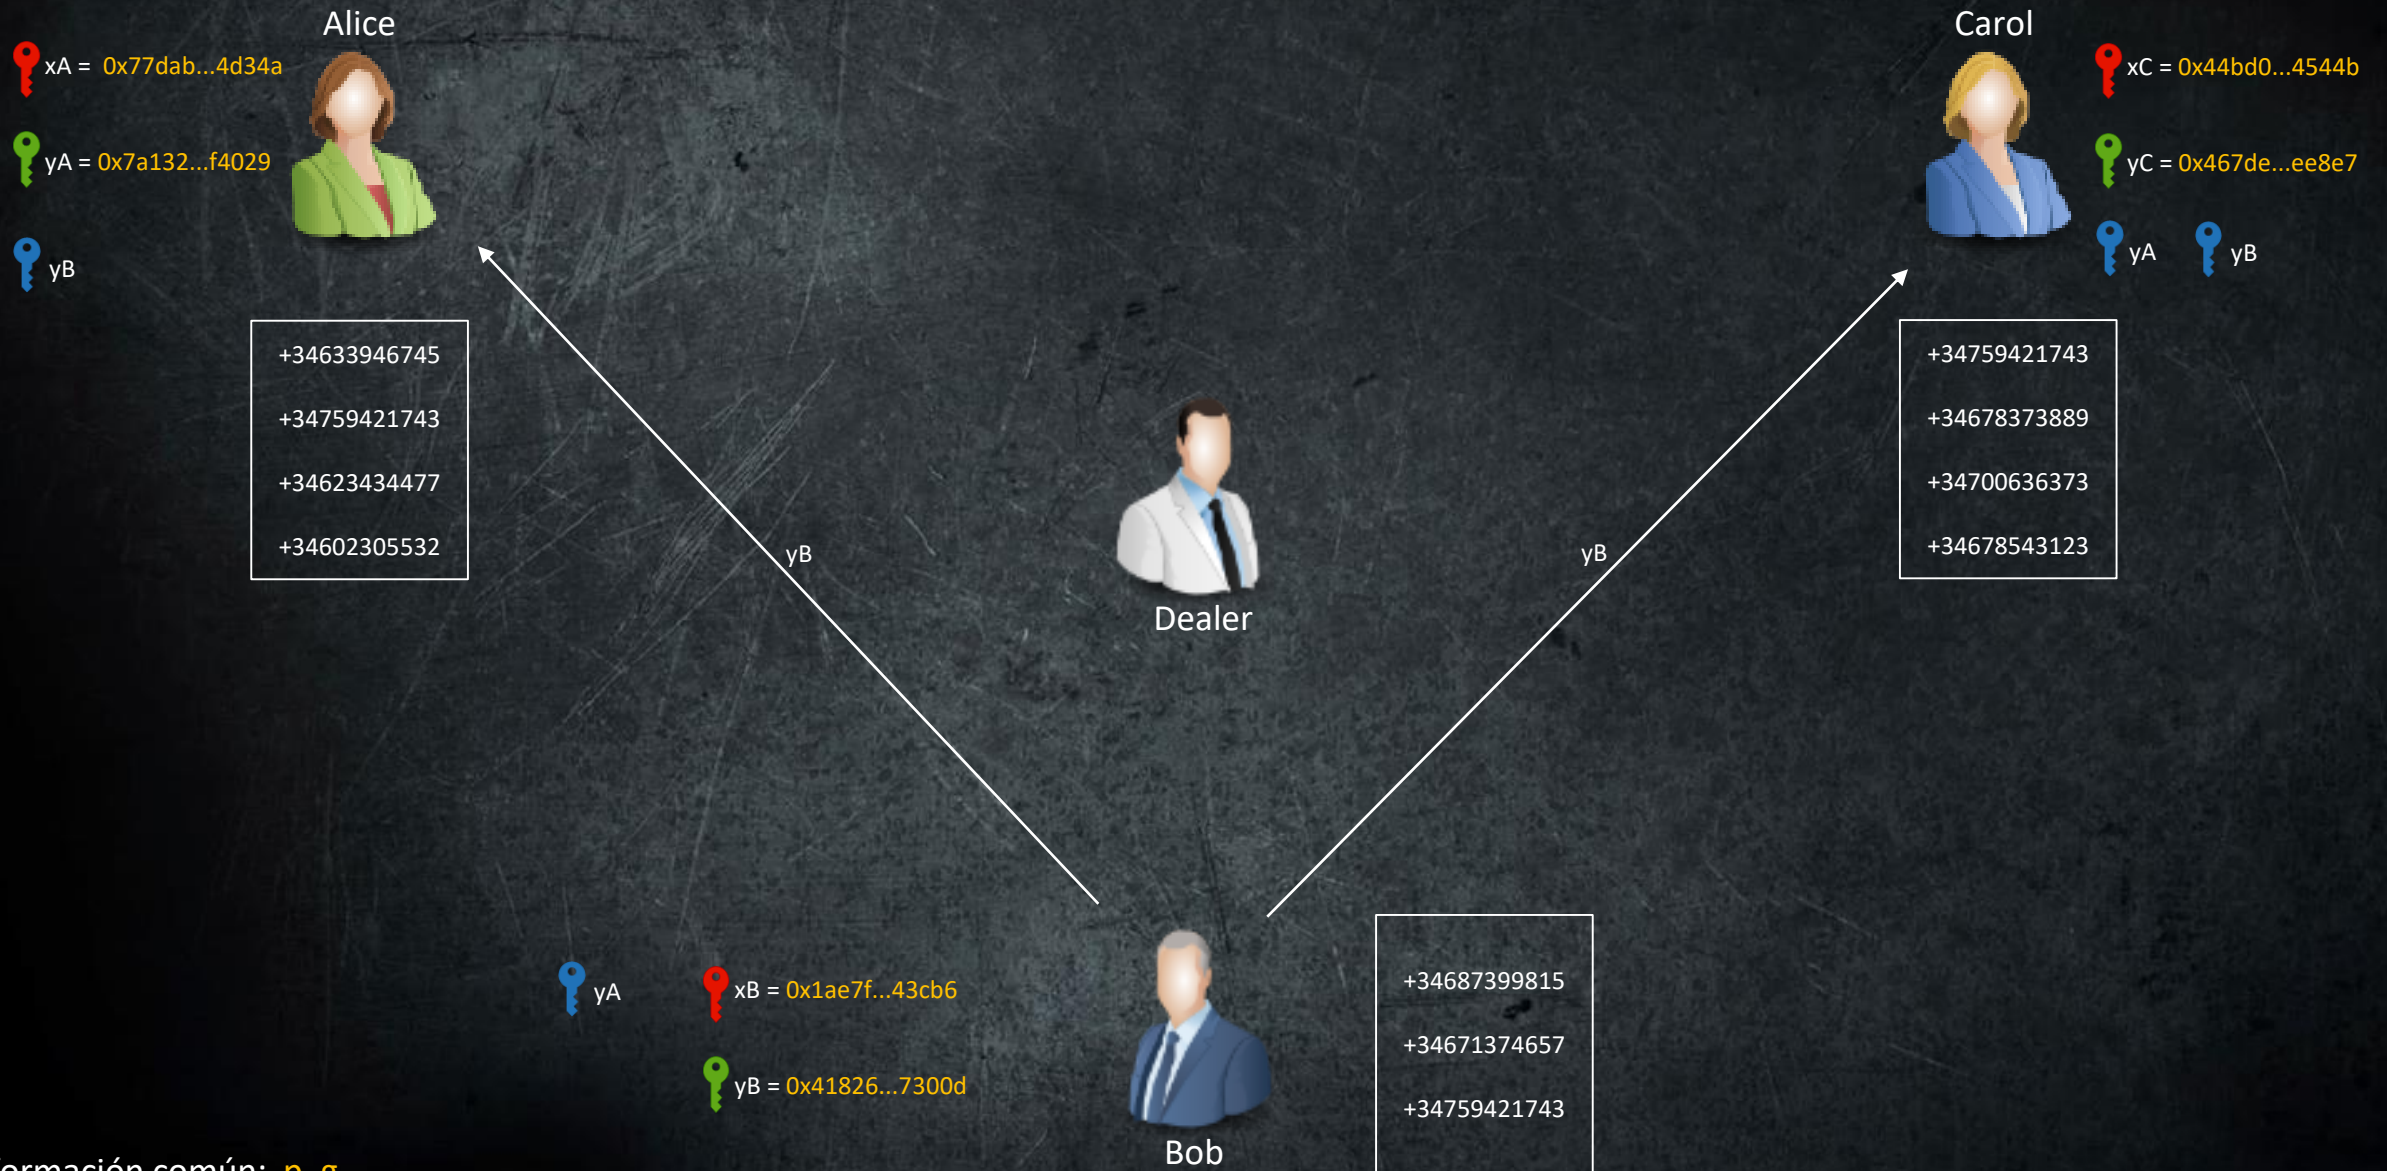 Alice
xA = 0x77dab...4d34a
yA = 0x7a132...f4029
yB
+34633946745
+34759421743
+34623434477
+34602305532
Carol
xC = 0x44bd0...4544b
yC = 0x467de...ee8e7
yA
yB
+34759421743
+34678373889
+34700636373
+34678543123
yB
yB
Dealer
yA
xB = 0x1ae7f...43cb6
yB = 0x41826...7300d
Bob
+34687399815
+34671374657
+34759421743
común: p, g